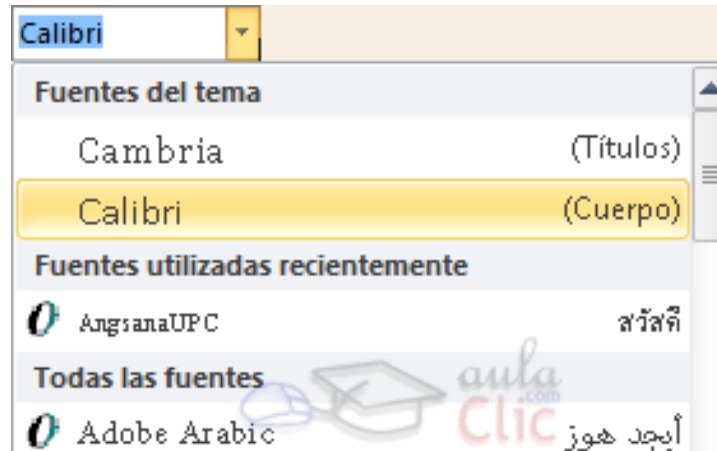 Calibri
Fuentes del tema
Cambria (Títulos)
Calibri (Cuerpo)
Fuentes utilizadas recientemente
AngsanaUPC สวัสดี
Todas las fuentes
aula
.com
Clic
Adobe Arabic أبجد هوز